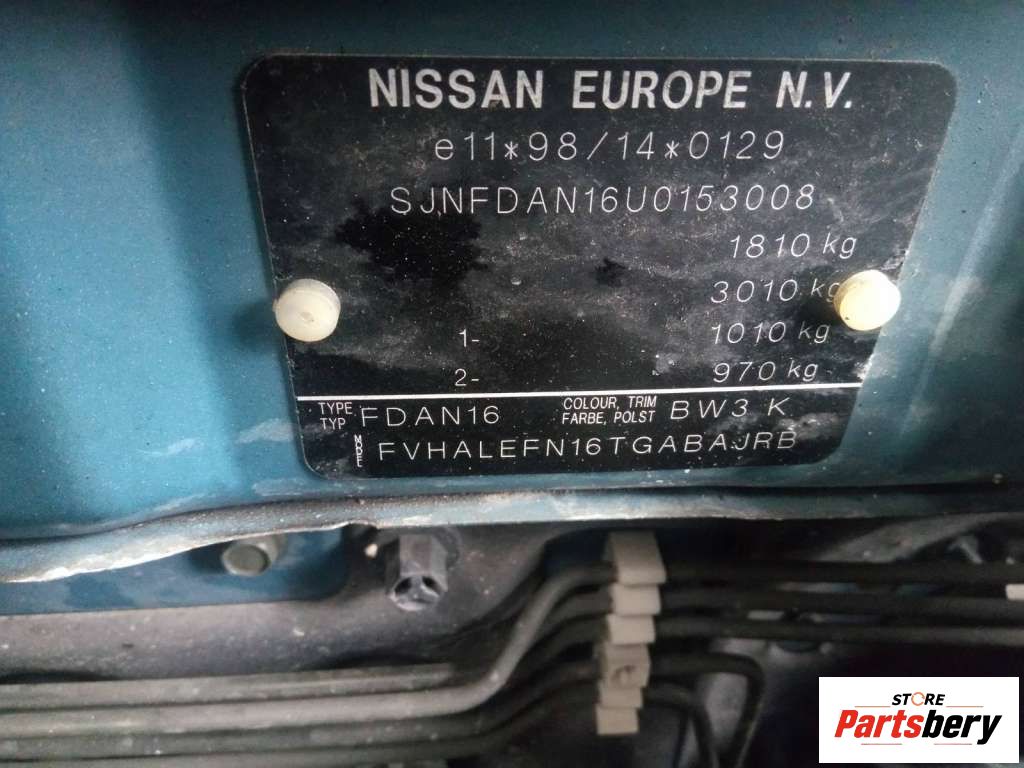 NISSAN EUROPE N.V.
e11*98/14*0129
SJNFDAN16U0153008
1810 kg
3010 kg
1- 1010 kg
2- 970 kg
TYPE TYP FDAN16 COLOUR, TRIM FARBE, POLST BW3 K
MODE FVHALEFN16TGABAJRB
STORE
Partsbery